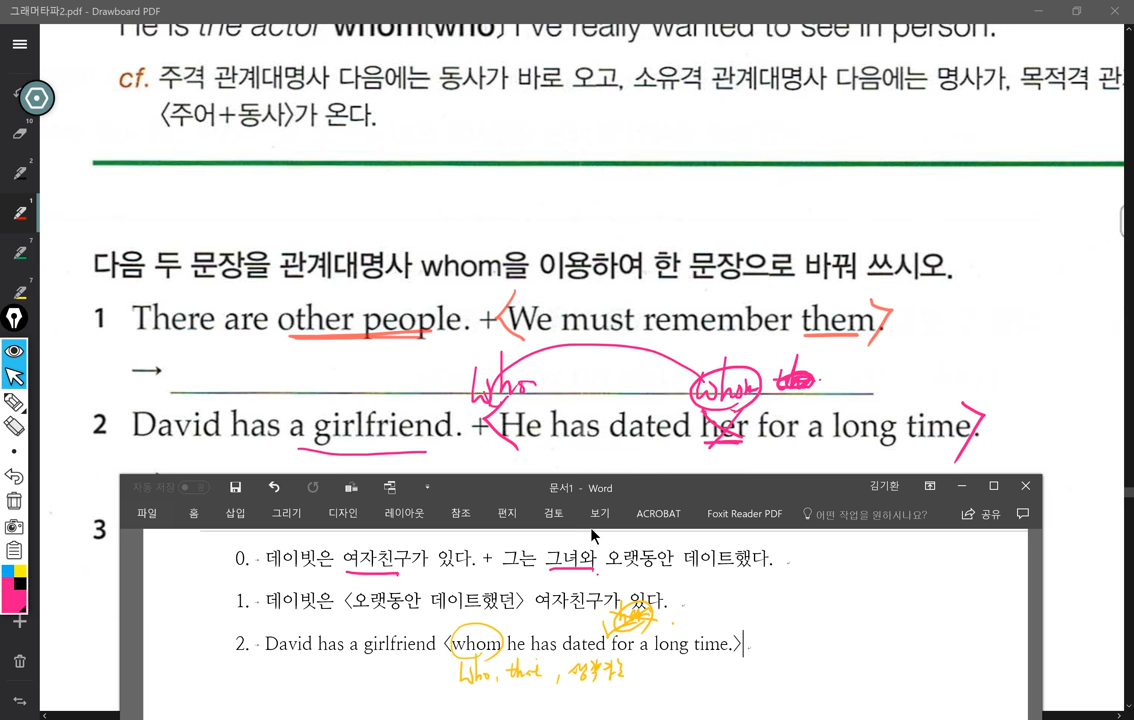 그래머타파2.pdf - Drawboard PDF
He is the actor whom(who) I've really wanted to see in person.
cf. 주격 관계대명사 다음에는 동사가 바로 오고, 소유격 관계대명사 다음에는 명사가, 목적격 관
〈주어+동사〉가 온다.
다음 두 문장을 관계대명사 whom을 이용하여 한 문장으로 바꿔 쓰시오.
1 There are other people. + We must remember them.
→
who whom
2 David has a girlfriend. + He has dated her for a long time.
3
자동 저장 문서1 - Word 김기환
파일 홈 삽입 그리기 디자인 레이아웃 참조 편지 검토 보기 ACROBAT Foxit Reader PDF 어떤 작업을 원하시나요? 공유
0. 데이빗은 여자친구가 있다. + 그는 그녀와 오랫동안 데이트했다.
1. 데이빗은 〈오랫동안 데이트했던〉 여자친구가 있다.
2. David has a girlfriend 〈whom he has dated for a long time.〉
who, that, 생략가능